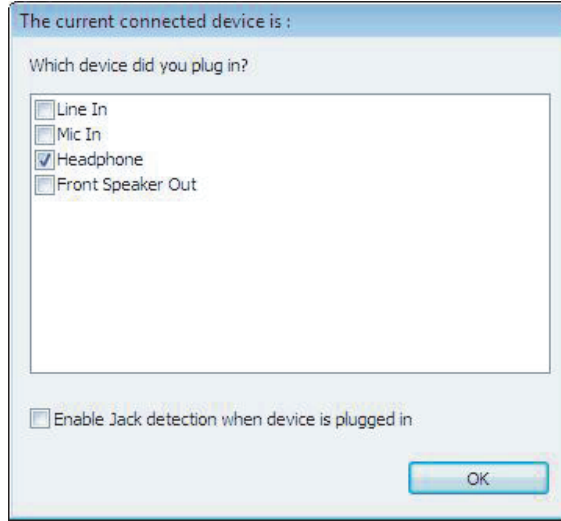 The current connected device is :
Which device did you plug in?
Line In
Mic In
Headphone
Front Speaker Out
Enable Jack detection when device is plugged in
OK